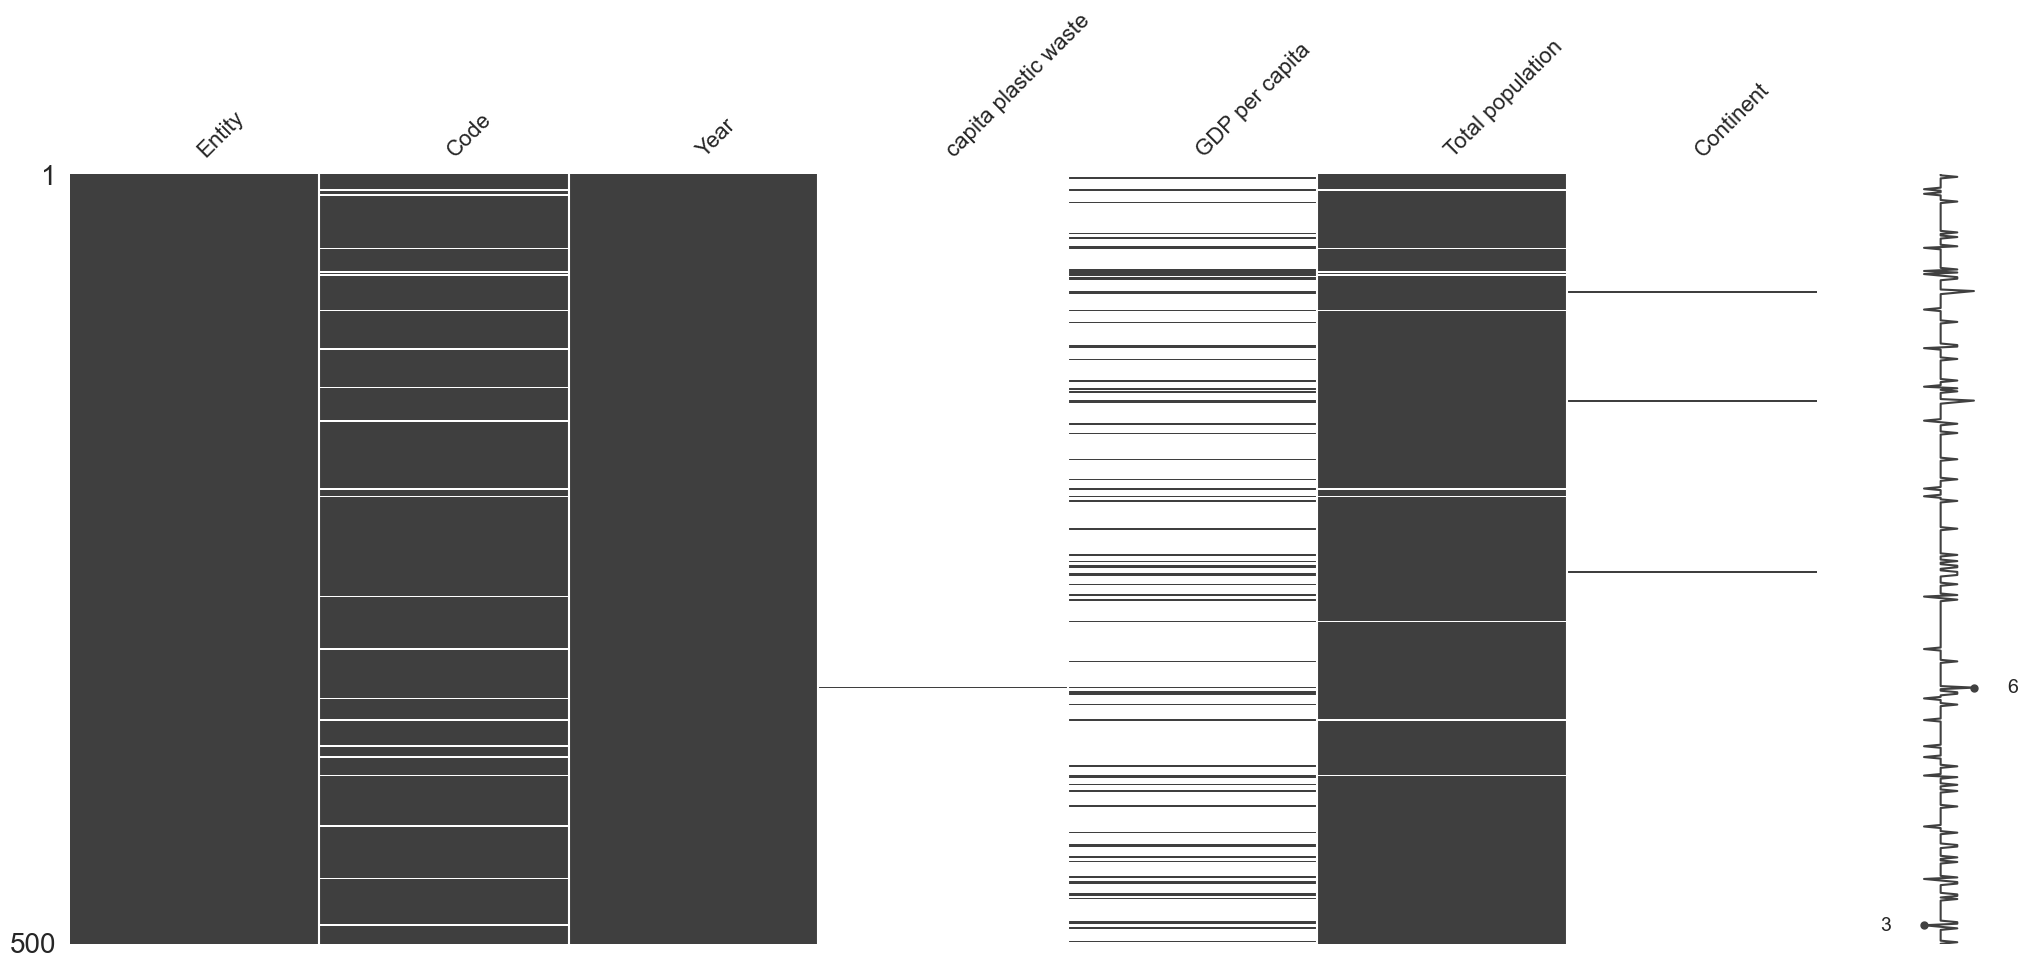 Entity
Code
Year
capita plastic waste
GDP per capita
Total population
Continent
1
6
3
500